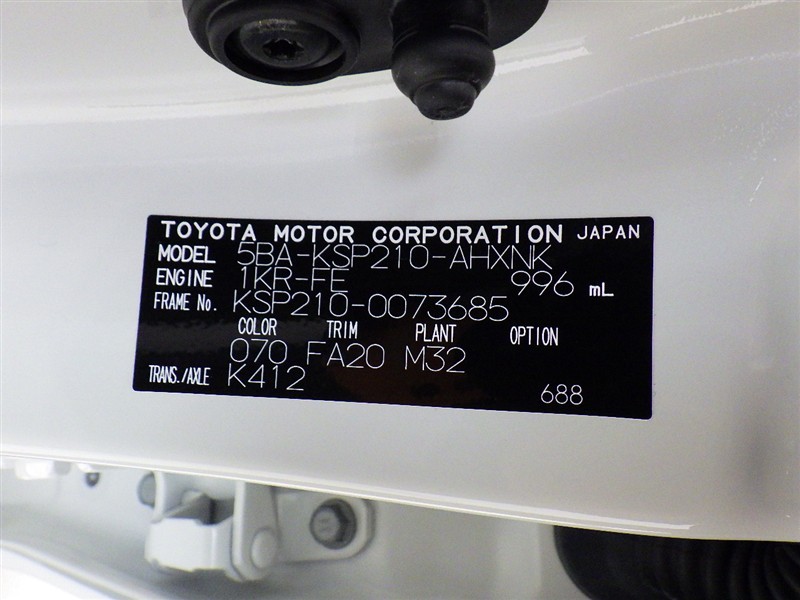 TOYOTA MOTOR CORPORATION JAPAN
MODEL 5BA-KSP210-AHXNK
ENGINE 1KR-FE 996 mL
FRAME No. KSP210-0073685
COLOR TRIM PLANT OPTION
070 FA20 M32
TRANS./AXLE K412
688